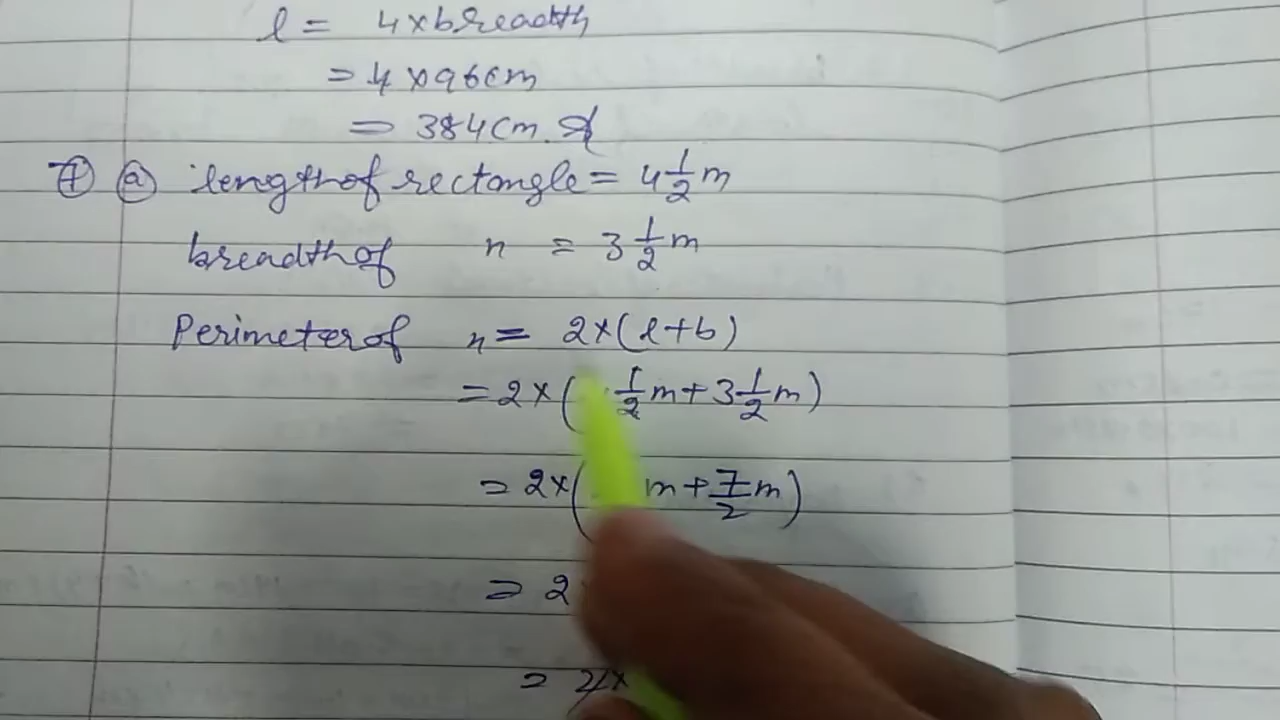 l = 4×breadth
= 4×96cm
= 384cm.
7 a length of rectangle = 4 1/2 m
breadth of " = 3 1/2 m
Perimeter of " = 2×(l+b)
= 2×( 1/2 m + 3 1/2 m)
= 2×( m + 7/2 m)
= 2
=